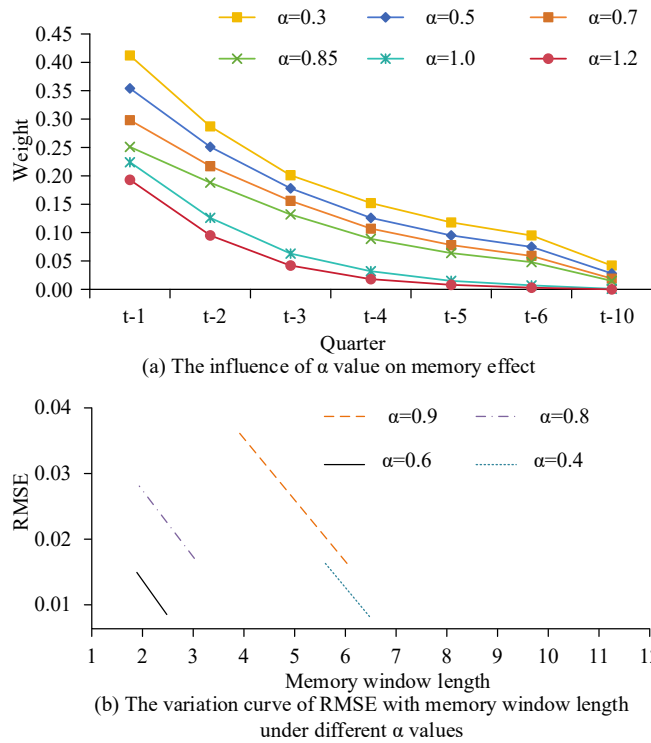 α=0.3 α=0.5 α=0.7
α=0.85 α=1.0 α=1.2
0.45
0.40
0.35
0.30
0.25
0.20
0.15
0.10
0.05
0.00
Weight
t-1 t-2 t-3 t-4 t-5 t-6 t-10
Quarter
(a) The influence of α value on memory effect
0.04
0.03
0.02
0.01
RMSE
α=0.9 α=0.8
α=0.6 α=0.4
1 2 3 4 5 6 7 8 9 10 11 12
Memory window length
(b) The variation curve of RMSE with memory window length
under different α values